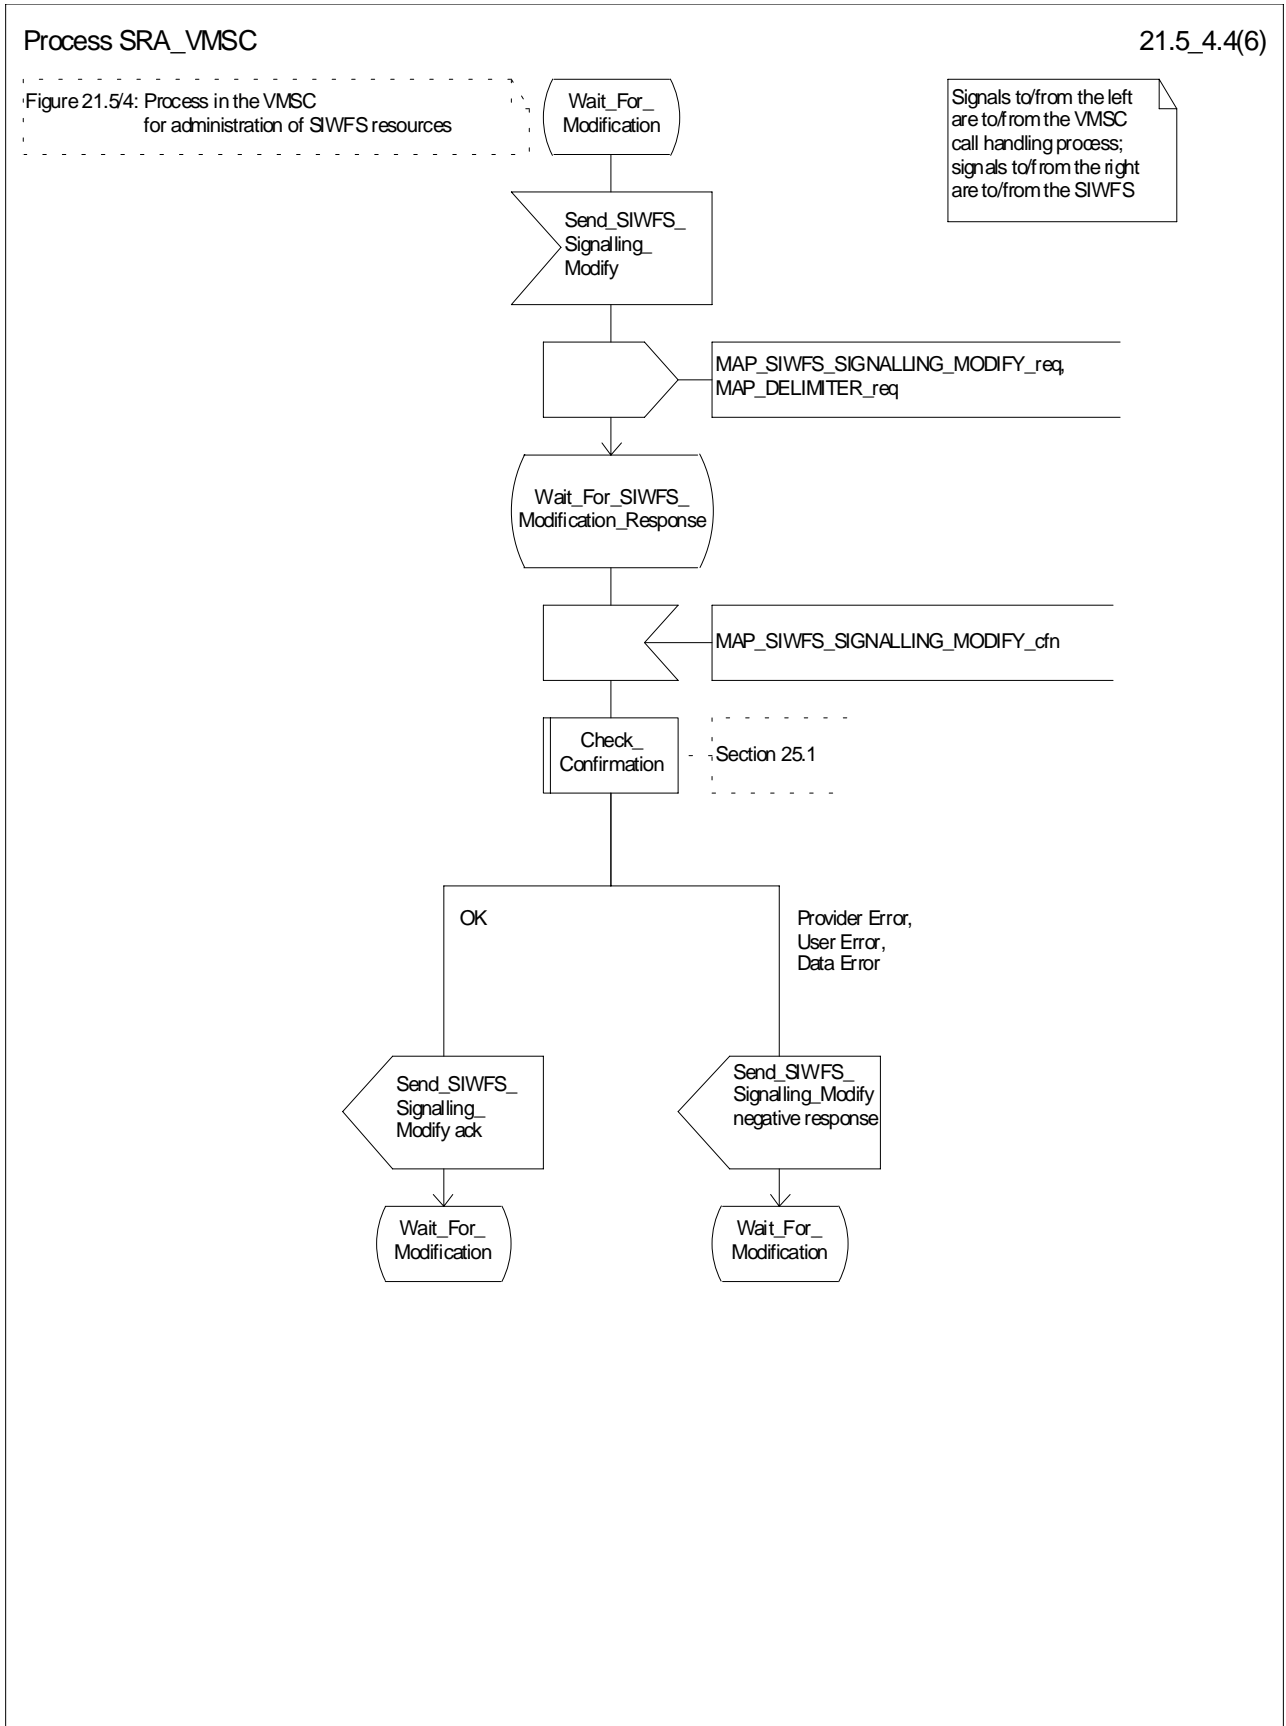 Process SRA_VMSC
21.5_4.4(6)
Figure 21.5/4: Process in the VMSC
for administration of SIWFS resources
Wait_For_
Modification
Signals to/from the left
are to/from the VMSC
call handling process;
signals to/from the right
are to/from the SIWFS
Send_SIWFS_
Signalling_
Modify
MAP_SIWFS_SIGNALLING_MODIFY_req,
MAP_DELIMITER_req
Wait_For_SIWFS_
Modification_Response
MAP_SIWFS_SIGNALLING_MODIFY_cfn
Check_
Confirmation
Section 25.1
OK
Provider Error,
User Error,
Data Error
Send_SIWFS_
Signalling_
Modify ack
Send_SIWFS_
Signalling_Modify
negative response
Wait_For_
Modification
Wait_For_
Modification